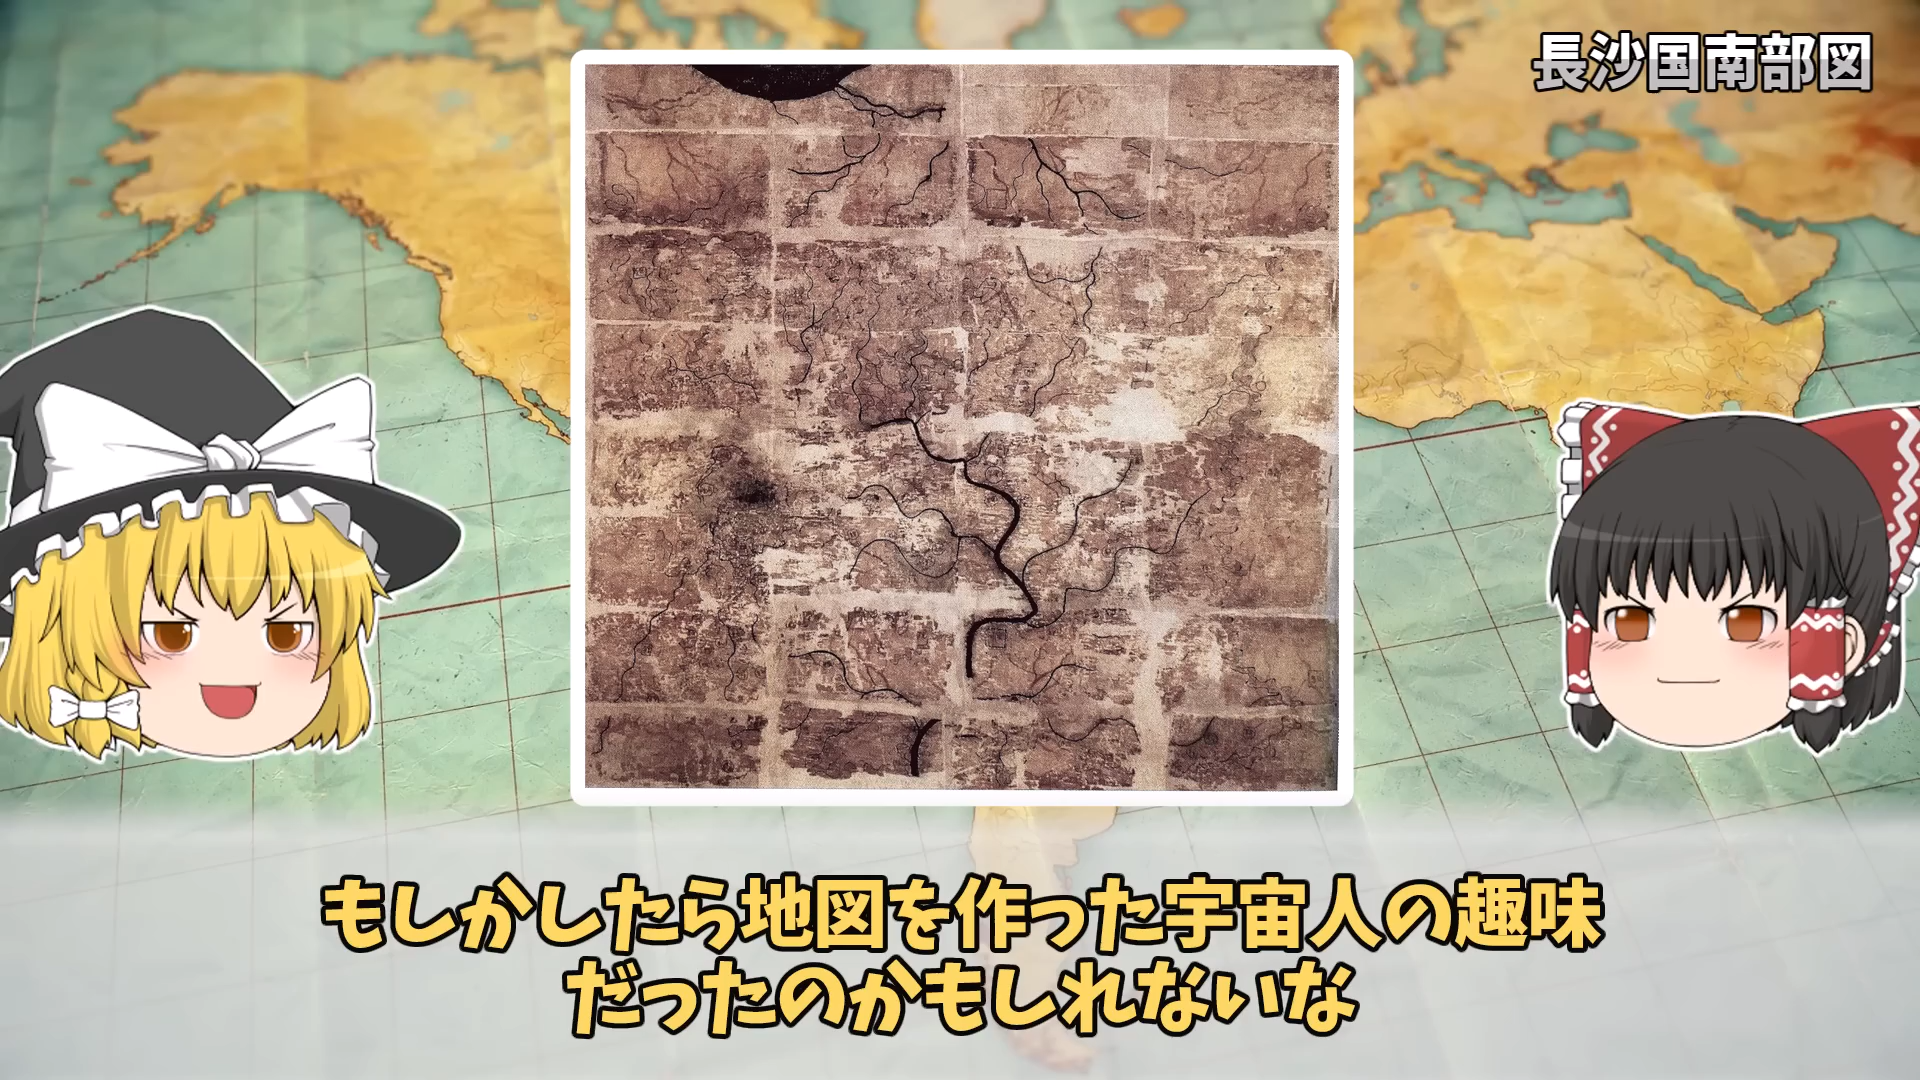 長沙国南部図
もしかしたら地図を作った宇宙人の趣味
だったのかもしれないな